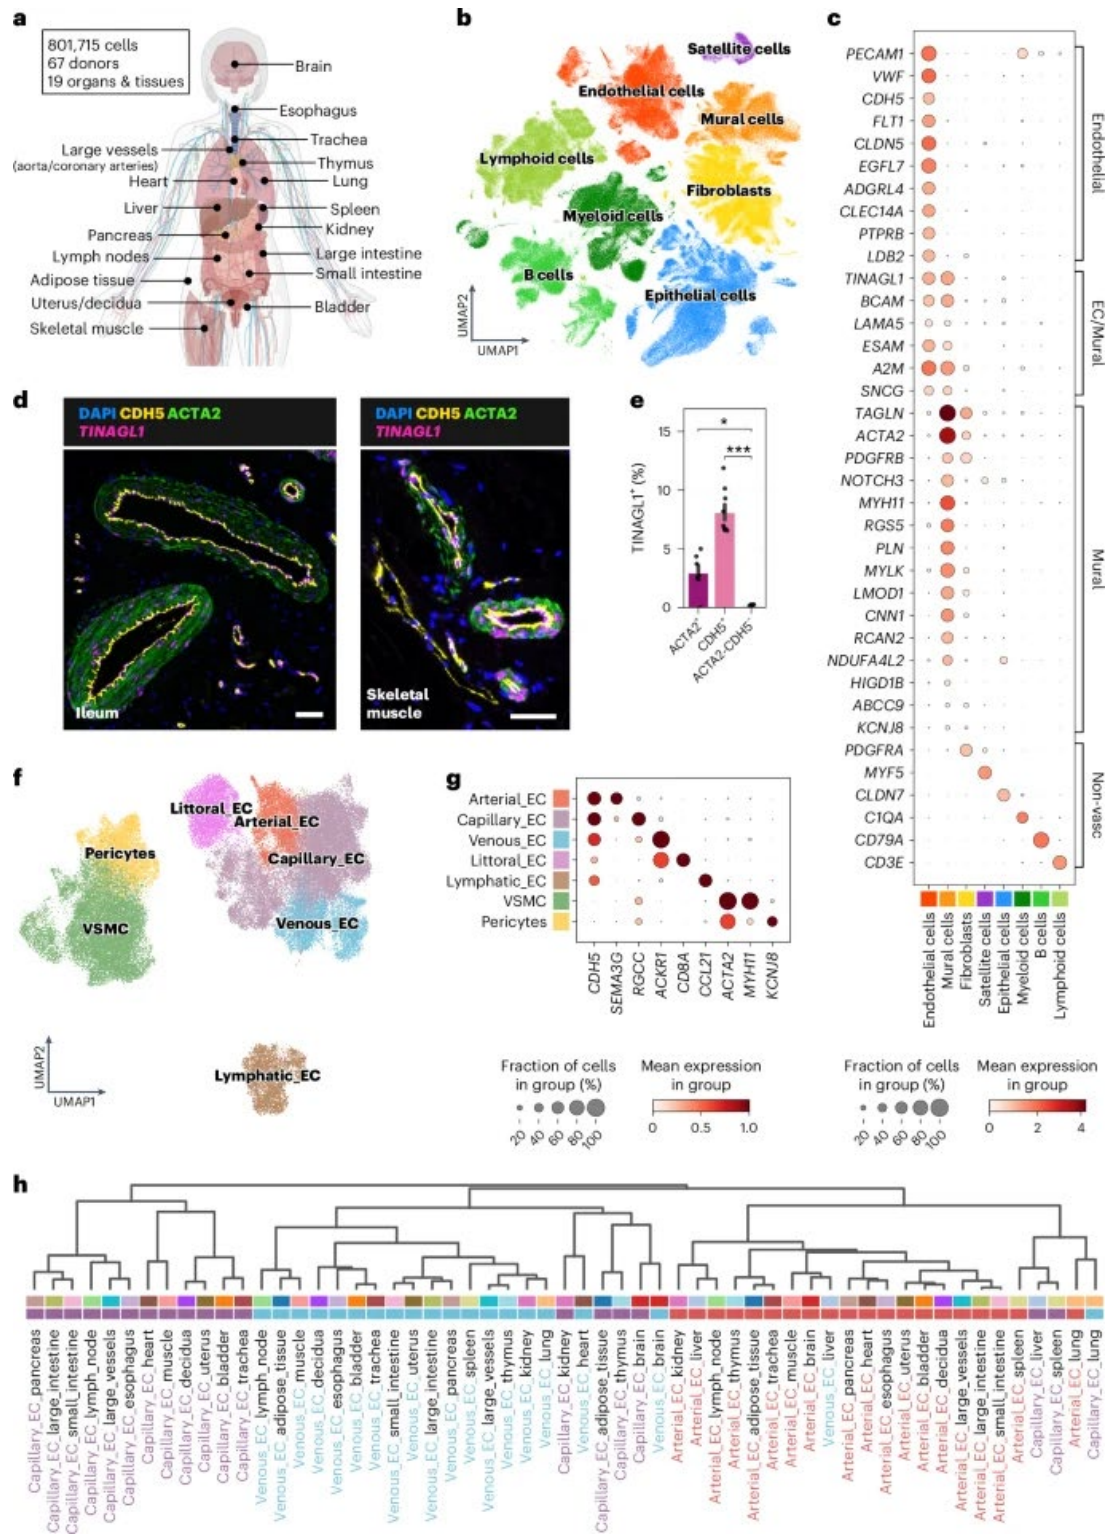 a
801,715 cells
67 donors
19 organs & tissues
Brain
Esophagus
Trachea
Large vessels
(aorta/coronary arteries)
Thymus
Heart
Lung
Liver
Spleen
Pancreas
Kidney
Lymph nodes
Large intestine
Adipose tissue
Small intestine
Uterus/decidua
Bladder
Skeletal muscle
b
Satellite cells
Endothelial cells
Mural cells
Lymphoid cells
Fibroblasts
Myeloid cells
B cells
Epithelial cells
UMAP2
UMAP1
c
PECAM1
VWF
CDH5
FLT1
CLDN5
EGFL7
ADGRL4
CLEC14A
PTPRB
LDB2
TINAGL1
BCAM
LAMA5
ESAM
A2M
SNCG
TAGLN
ACTA2
PDGFRB
NOTCH3
MYH11
RGS5
PLN
MYLK
LMOD1
CNN1
RCAN2
NDUFA4L2
HIGD1B
ABCC9
KCNJ8
PDGFRA
MYF5
CLDN7
C1QA
CD79A
CD3E
Endothelial
EC/Mural
Mural
Non-vasc
Endothelial cells
Mural cells
Fibroblasts
Satellite cells
Epithelial cells
Myeloid cells
B cells
Lymphoid cells
Fraction of cells
in group (%)
20 40 60 80 100
Mean expression
in group
0 2 4
d
DAPI CDH5 ACTA2
TINAGL1
Ileum
DAPI CDH5 ACTA2
TINAGL1
Skeletal
muscle
e
TINAGL1+ (%)
15
10
5
0
*
***
ACTA2+
CDH5+
ACTA2-CDH5-
f
Littoral_EC
Arterial_EC
Pericytes
Capillary_EC
VSMC
Venous_EC
Lymphatic_EC
UMAP2
UMAP1
g
Arterial_EC
Capillary_EC
Venous_EC
Littoral_EC
Lymphatic_EC
VSMC
Pericytes
CDH5
SEMA3G
RGCC
ACKR1
CD8A
CCL21
ACTA2
MYH11
KCNJ8
Fraction of cells
in group (%)
20 40 60 80 100
Mean expression
in group
0 0.5 1.0
h
Capillary_EC_pancreas
Capillary_EC_large_intestine
Capillary_EC_small_intestine
Capillary_EC_lymph_node
Capillary_EC_large_vessels
Capillary_EC_esophagus
Capillary_EC_heart
Capillary_EC_muscle
Capillary_EC_decidua
Capillary_EC_uterus
Capillary_EC_bladder
Capillary_EC_trachea
Venous_EC_lymph_node
Venous_EC_adipose_tissue
Venous_EC_muscle
Venous_EC_decidua
Venous_EC_esophagus
Venous_EC_bladder
Venous_EC_trachea
Venous_EC_small_intestine
Venous_EC_uterus
Venous_EC_large_intestine
Venous_EC_pancreas
Venous_EC_spleen
Venous_EC_large_vessels
Venous_EC_thymus
Venous_EC_kidney
Venous_EC_lung
Capillary_EC_kidney
Venous_EC_heart
Capillary_EC_adipose_tissue
Capillary_EC_thymus
Capillary_EC_brain
Venous_EC_brain
Arterial_EC_kidney
Arterial_EC_liver
Arterial_EC_lymph_node
Arterial_EC_thymus
Arterial_EC_adipose_tissue
Arterial_EC_trachea
Arterial_EC_muscle
Arterial_EC_brain
Venous_EC_liver
Arterial_EC_pancreas
Arterial_EC_heart
Arterial_EC_esophagus
Arterial_EC_uterus
Arterial_EC_bladder
Arterial_EC_decidua
Arterial_EC_large_vessels
Arterial_EC_large_intestine
Arterial_EC_small_intestine
Arterial_EC_spleen
Capillary_EC_liver
Capillary_EC_spleen
Arterial_EC_lung
Capillary_EC_lung